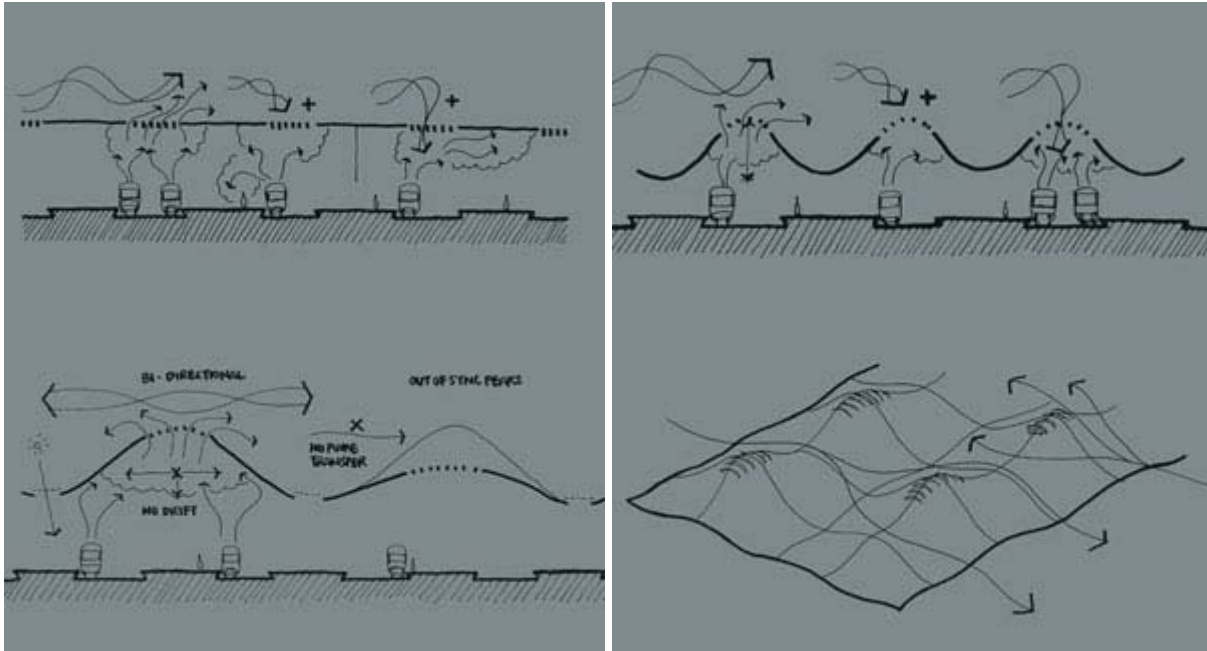 BI-DIRECTIONAL
OUT OF SYNC PEAKS
NO PLUME
TRANSFER
NO DRIFT